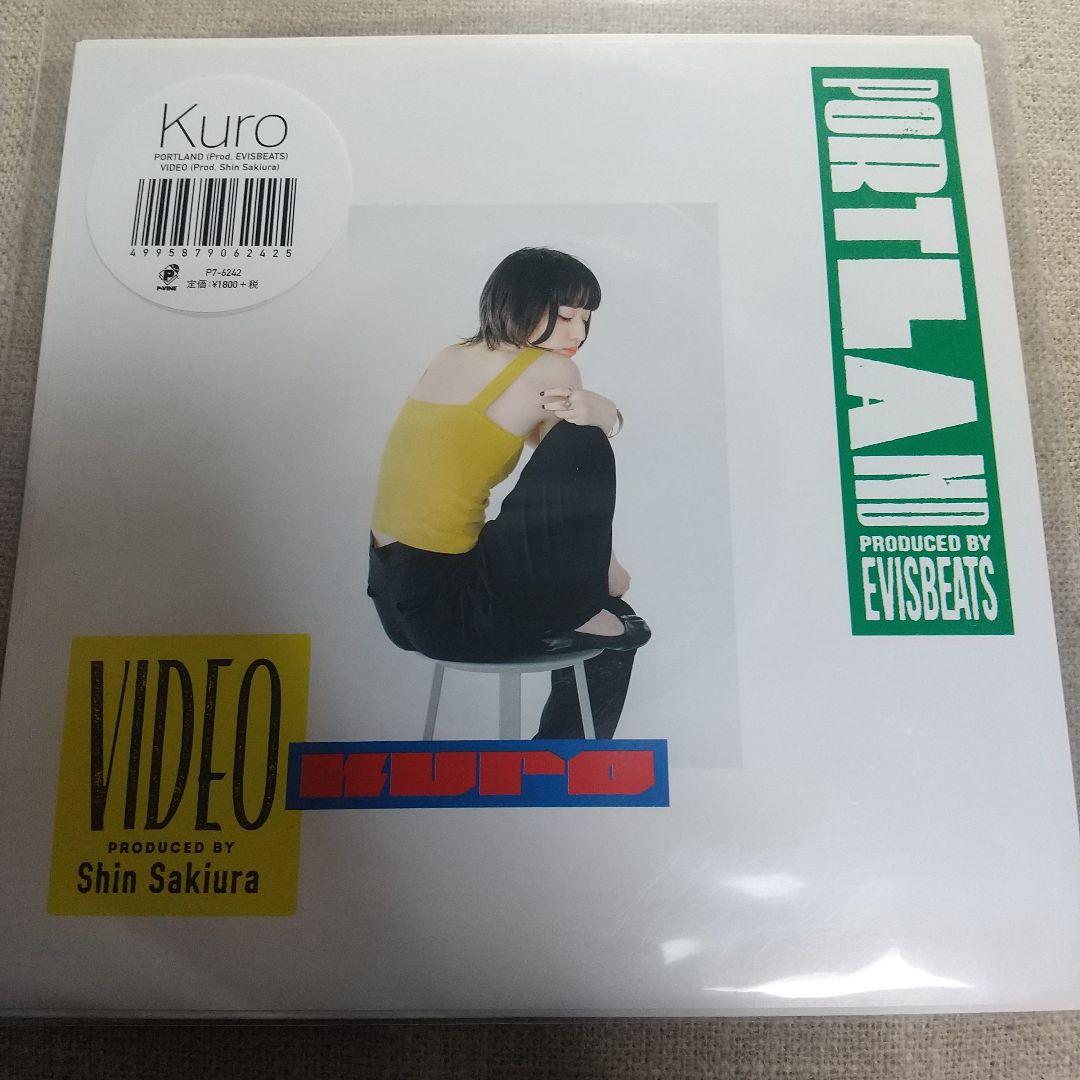 Kuro
PORTLAND (Prod. EVISBEATS)
VIDEO (Prod. Shin Sakiura)
4995879062425
P-VINE
P7-6242
定価:¥1800+税
PORTLAND
PRODUCED BY
EVISBEATS
VIDEO
PRODUCED BY
Shin Sakiura
kuro